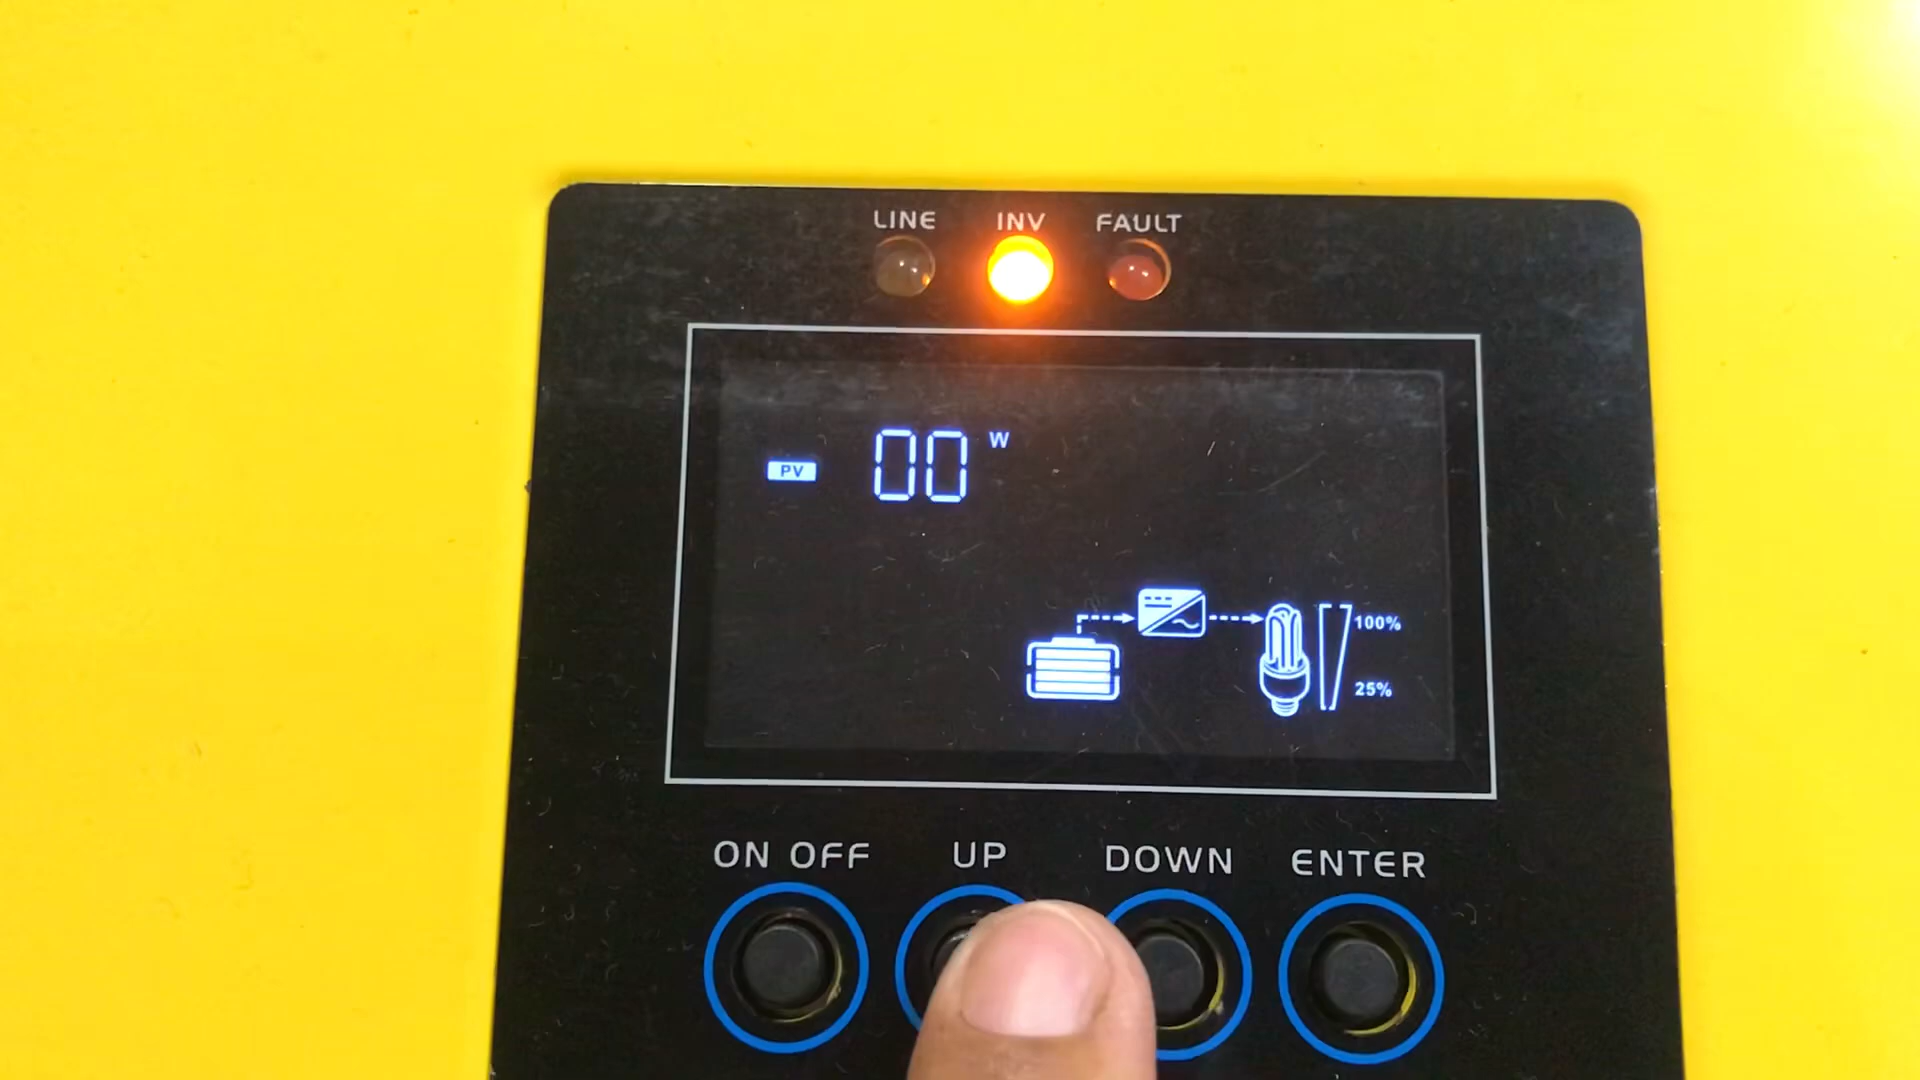 LINE INV FAULT
PV 00 W
100%
25%
ON OFF UP DOWN ENTER